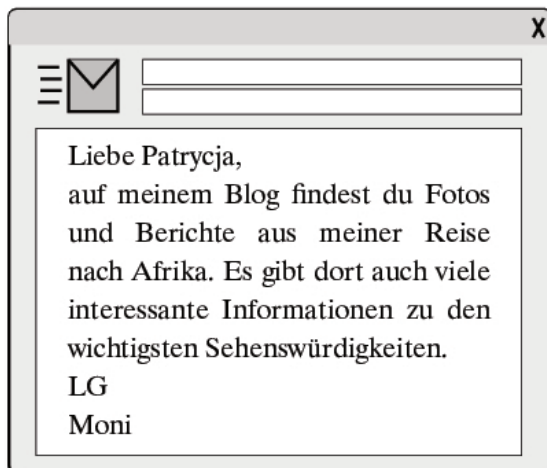 X
Liebe Patrycja,
auf meinem Blog findest du Fotos
und Berichte aus meiner Reise
nach Afrika. Es gibt dort auch viele
interessante Informationen zu den
wichtigsten Sehenswürdigkeiten.
LG
Moni